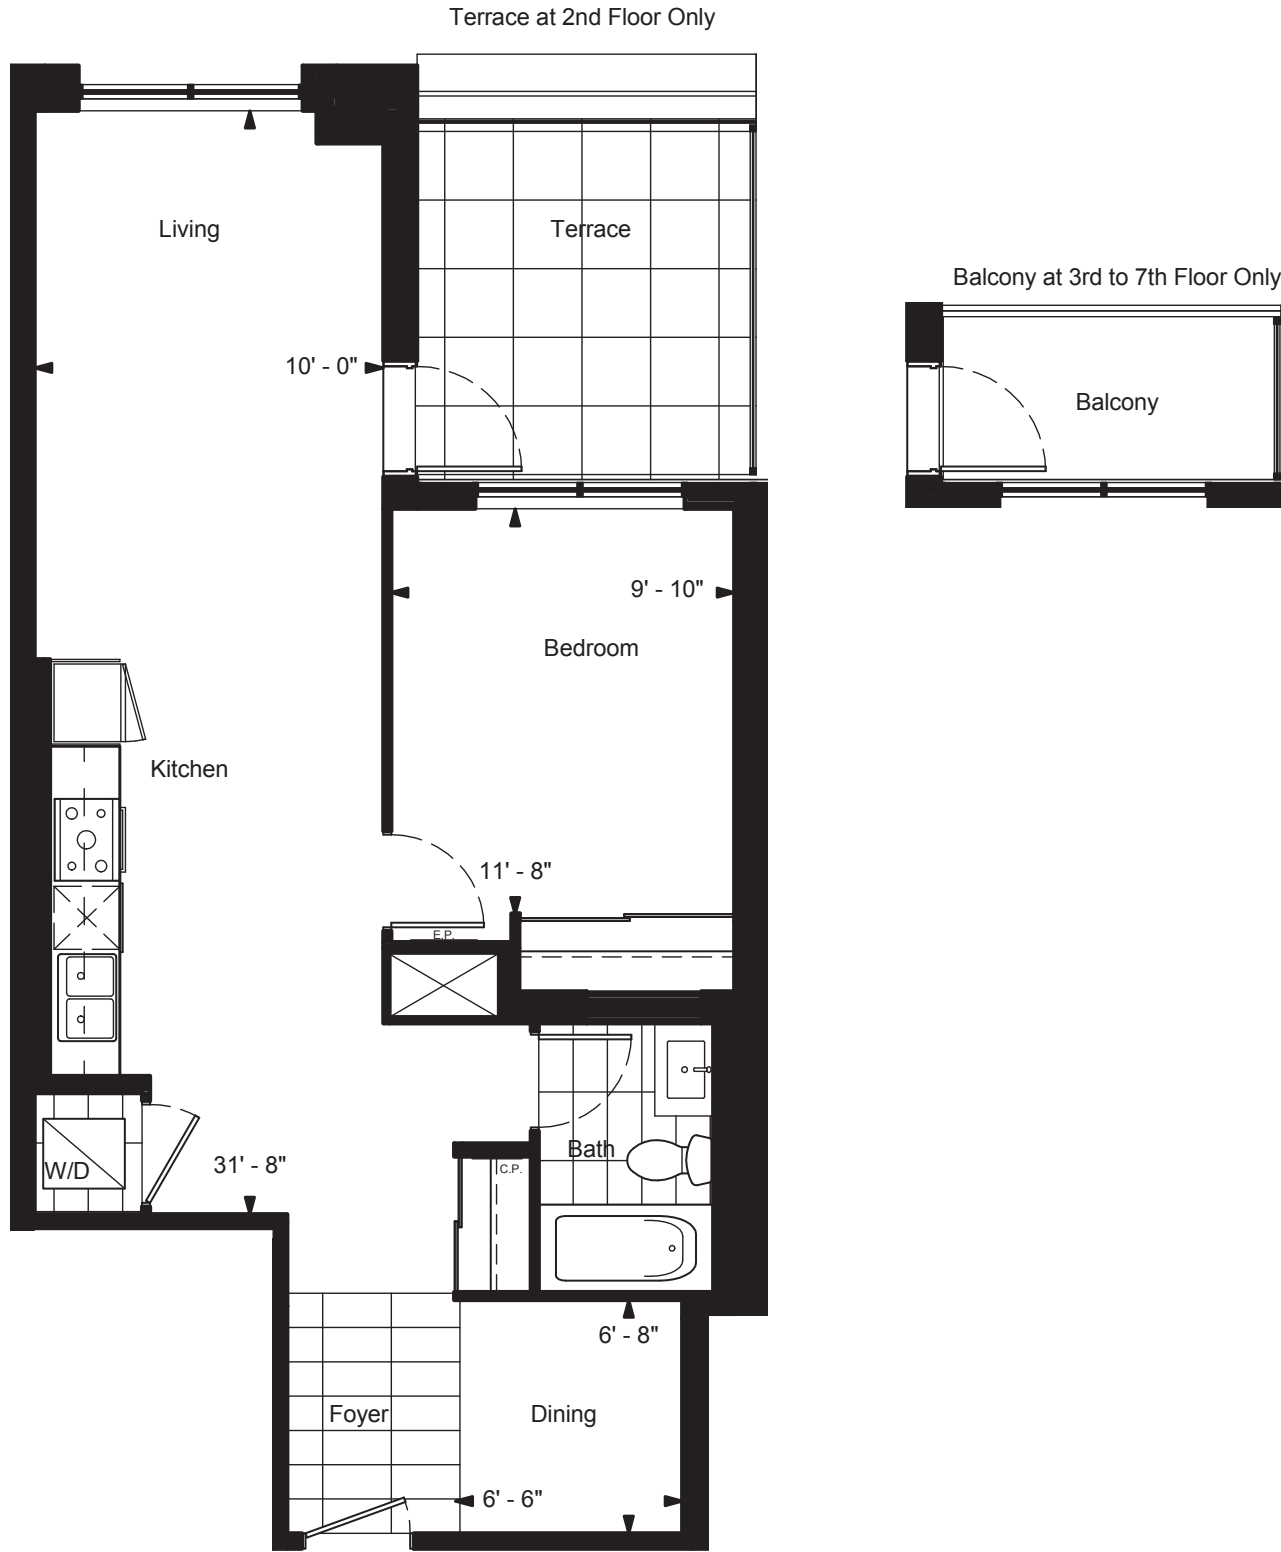 Terrace at 2nd Floor Only
Living
Terrace
Balcony at 3rd to 7th Floor Only
10' - 0"
Balcony
9' - 10"
Bedroom
Kitchen
11' - 8"
E.P.
Bath
W/D
31' - 8"
C.P.
6' - 8"
Foyer
Dining
6' - 6"